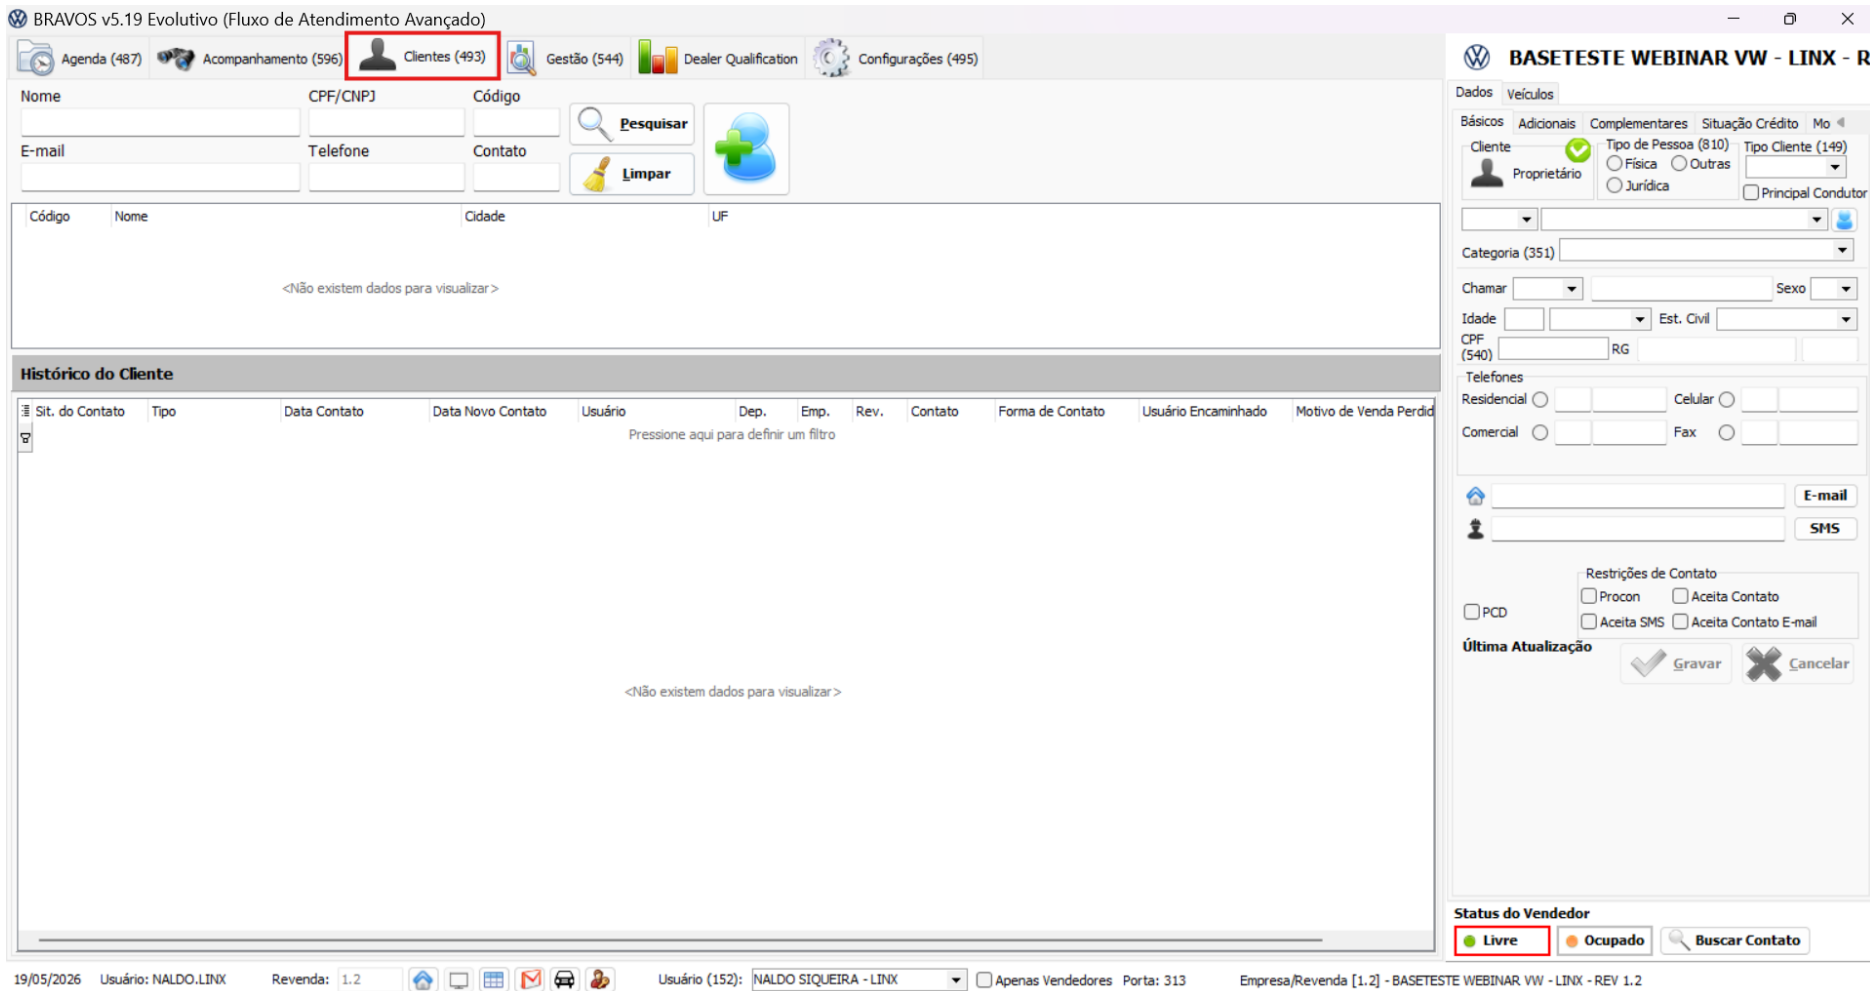 BRAVOS v5.19 Evolutivo (Fluxo de Atendimento Avançado)
Agenda (487)
Acompanhamento (596)
Clientes (493)
Gestão (544)
Dealer Qualification
Configurações (495)
Nome
CPF/CNPJ
Código
Pesquisar
E-mail
Telefone
Contato
Limpar
Código
Nome
Cidade
UF
<Não existem dados para visualizar>
Histórico do Cliente
Sit. do Contato
Tipo
Data Contato
Data Novo Contato
Usuário
Dep.
Emp.
Rev.
Contato
Forma de Contato
Usuário Encaminhado
Motivo de Venda Perdid
Pressione aqui para definir um filtro
<Não existem dados para visualizar>
BASETESTE WEBINAR VW - LINX - R
Dados
Veículos
Básicos
Adicionais
Complementares
Situação Crédito
Mo
Cliente
Proprietário
Tipo de Pessoa (810)
Física
Outras
Jurídica
Tipo Cliente (149)
Principal Condutor
Categoria (351)
Chamar
Sexo
Idade
Est. Civil
CPF
(540)
RG
Telefones
Residencial
Celular
Comercial
Fax
E-mail
SMS
Restrições de Contato
Procon
Aceita Contato
PCD
Aceita SMS
Aceita Contato E-mail
Última Atualização
Gravar
Cancelar
Status do Vendedor
Livre
Ocupado
Buscar Contato
19/05/2026
Usuário: NALDO.LINX
Revenda: 1.2
Usuário (152): NALDO SIQUEIRA - LINX
Apenas Vendedores
Porta: 313
Empresa/Revenda [1.2] - BASETESTE WEBINAR VW - LINX - REV 1.2